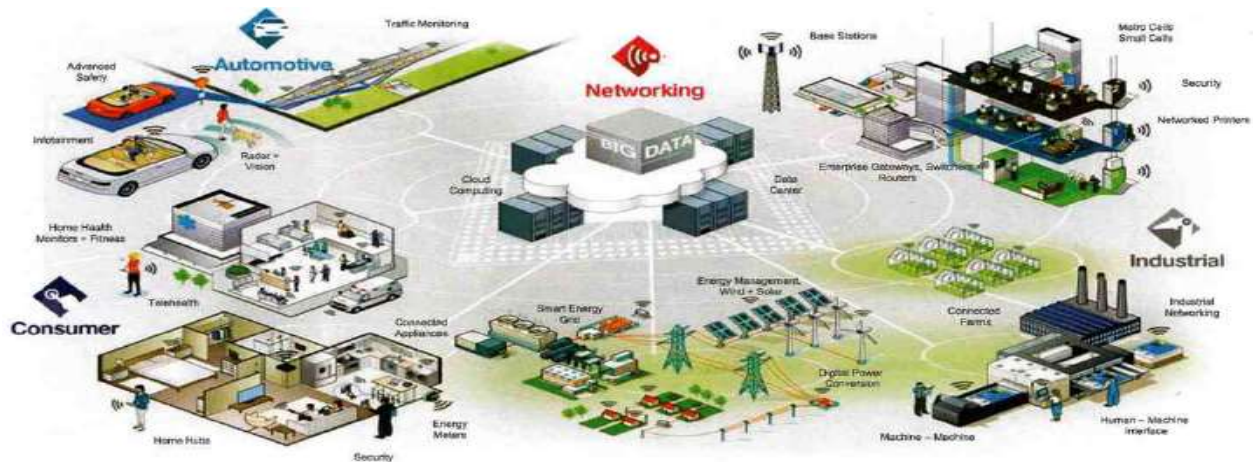 Traffic Monitoring
Automotive
Advanced
Safety
Infotainment
Radar +
Vision
Networking
Base Stations
Metro Cells
Small Cells
Security
Networked Printers
Enterprise Gateways, Switches
Routers
BIG DATA
Cloud
Computing
Data
Center
Home Health
Monitors + Fitness
Telehealth
Consumer
Connected
Appliances
Home Hubs
Energy
Meters
Security
Smart Energy
Grid
Energy Management,
Wind + Solar
Digital Power
Conversion
Connected
Farms
Industrial
Industrial
Networking
Machine – Machine
Human – Machine
Interface